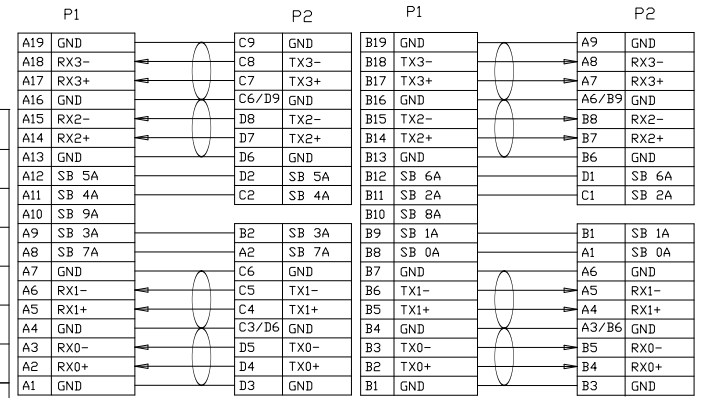 P1 P2 P1 P2
A19 GND C9 GND B19 GND A9 GND
A18 RX3- C8 TX3- B18 TX3- A8 RX3-
A17 RX3+ C7 TX3+ B17 TX3+ A7 RX3+
A16 GND C6/D9 GND B16 GND A6/B9 GND
A15 RX2- D8 TX2- B15 TX2- B8 RX2-
A14 RX2+ D7 TX2+ B14 TX2+ B7 RX2+
A13 GND D6 GND B13 GND B6 GND
A12 SB 5A D2 SB 5A B12 SB 6A D1 SB 6A
A11 SB 4A C2 SB 4A B11 SB 2A C1 SB 2A
A10 SB 9A B10 SB 8A
A9 SB 3A B2 SB 3A B9 SB 1A B1 SB 1A
A8 SB 7A A2 SB 7A B8 SB 0A A1 SB 0A
A7 GND C6 GND B7 GND A6 GND
A6 RX1- C5 TX1- B6 TX1- A5 RX1-
A5 RX1+ C4 TX1+ B5 TX1+ A4 RX1+
A4 GND C3/D6 GND B4 GND A3/B6 GND
A3 RX0- D5 TX0- B3 TX0- B5 RX0-
A2 RX0+ D4 TX0+ B2 TX0+ B4 RX0+
A1 GND D3 GND B1 GND B3 GND